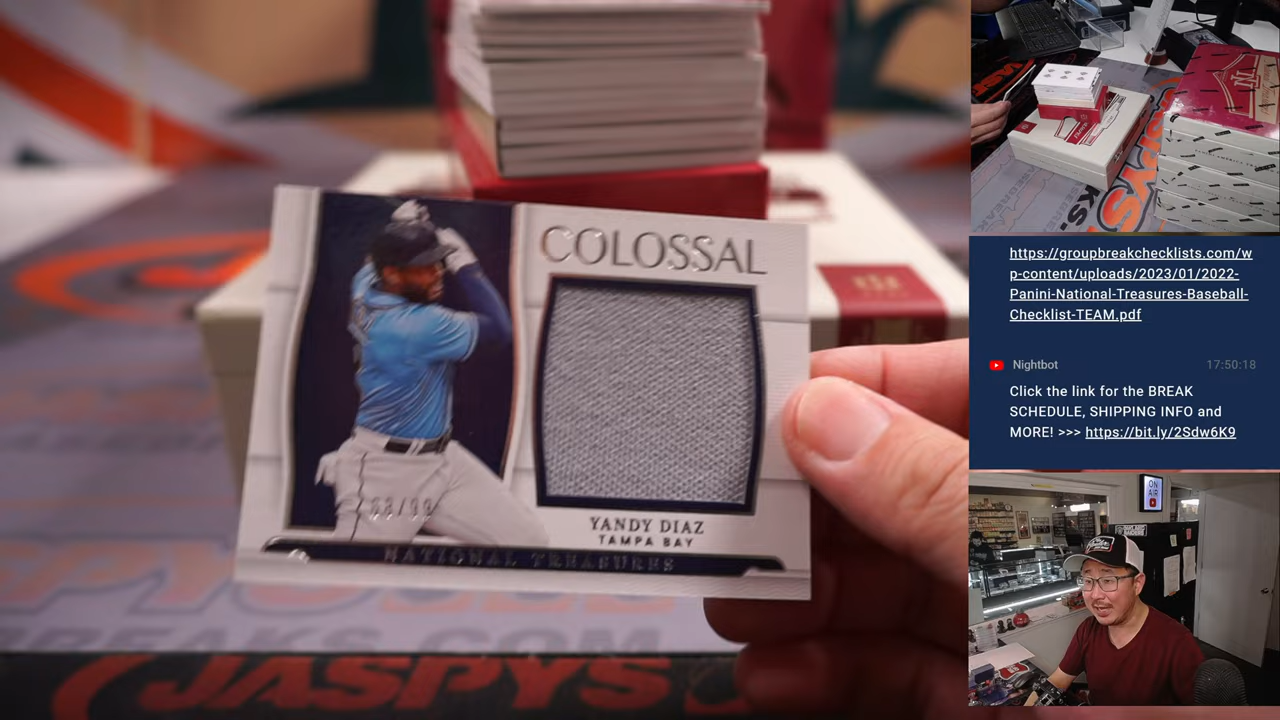 COLOSSAL
YANDY DIAZ
TAMPA BAY
NATIONAL TREASURES
JASPYS
BREAKS.COM
https://groupbreakchecklists.com/w
p-content/uploads/2023/01/2022-
Panini-National-Treasures-Baseball-
Checklist-TEAM.pdf
Nightbot
17:50:18
Click the link for the BREAK
SCHEDULE, SHIPPING INFO and
MORE! >>> https://bit.ly/2Sdw6K9
ON
AIR